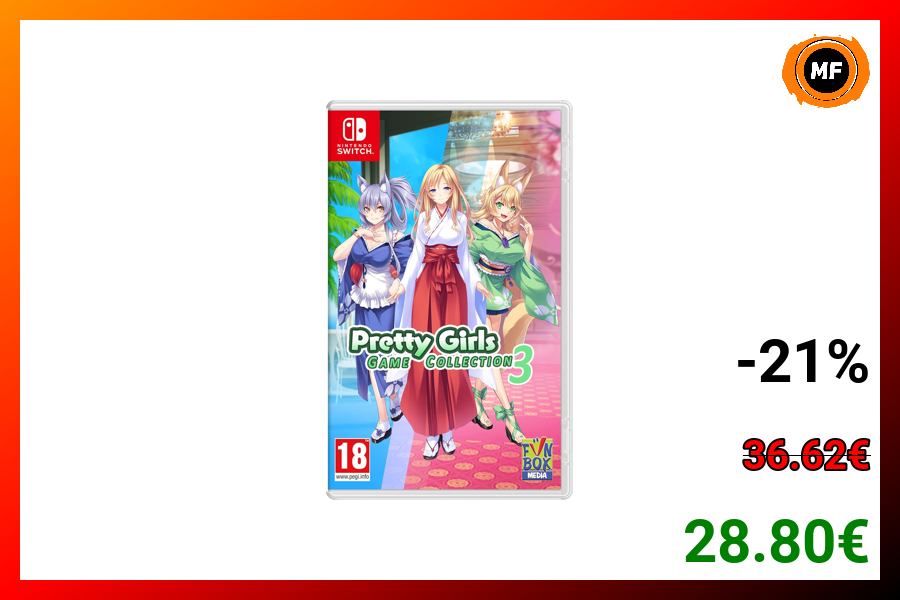 MF
NINTENDO
SWITCH.
Pretty Girls
GAME COLLECTION
3
18
www.pegi.info
FUN
BOX
MEDIA
-21%
36.62€
28.80€